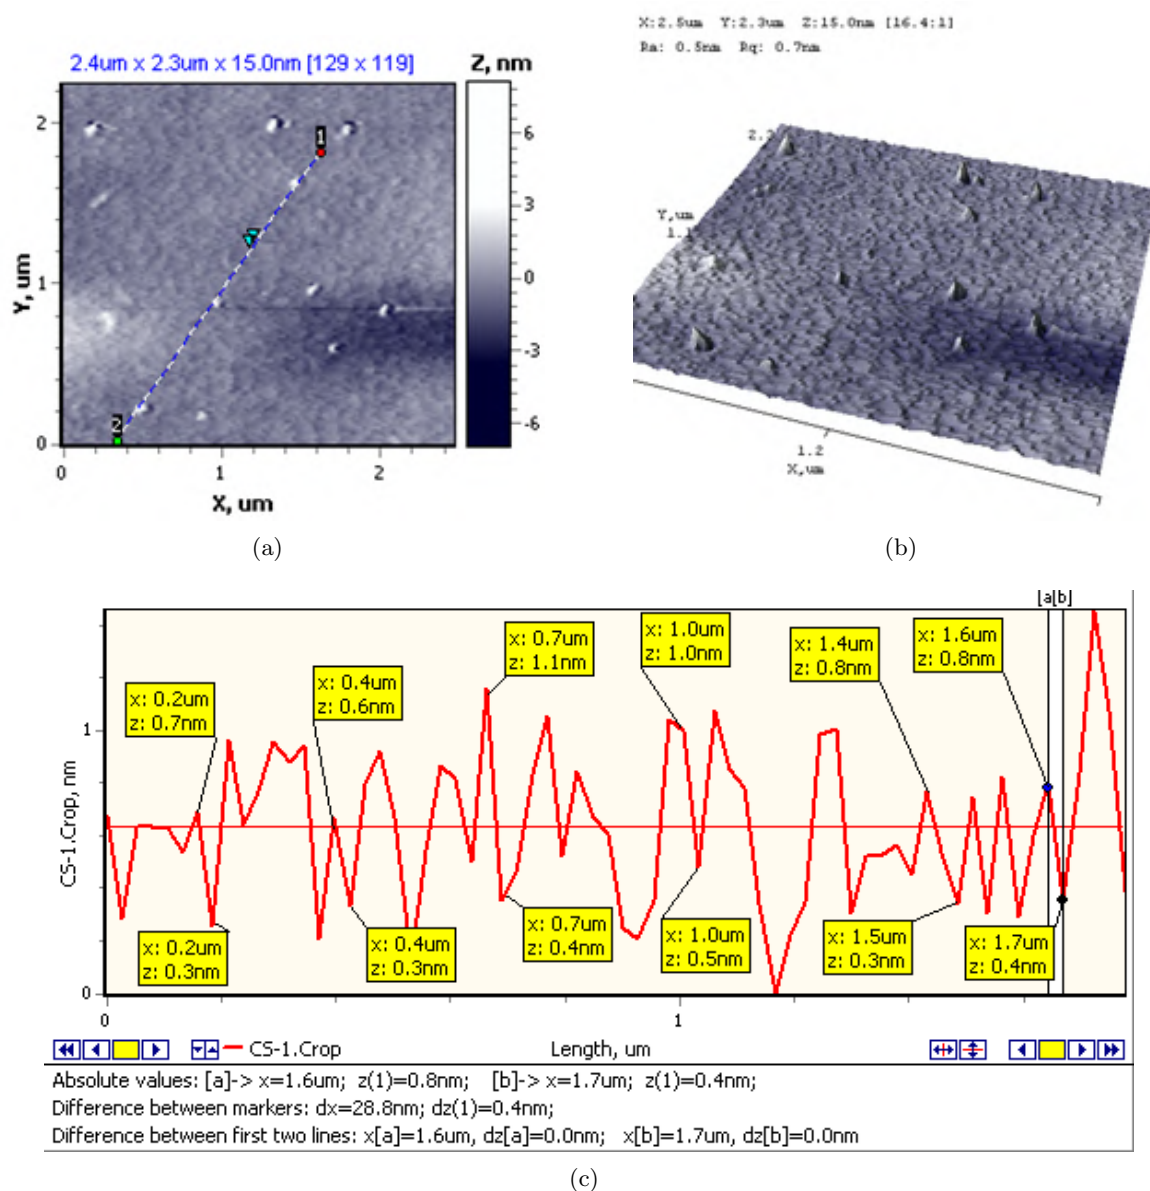 2.4um x 2.3um x 15.0nm [129 x 119]
Z, nm
6
3
0
-3
-6
2
1
0
Y, um
1
2
0
1
2
X, um
(a)
X:2.5um Y:2.3um Z:15.0nm [16.4:1]
Ra: 0.5nm Rq: 0.7nm
2.3
Y,um
1.1
1.2
X,um
(b)
[a[b]
x: 0.2um
z: 0.7nm
x: 0.4um
z: 0.6nm
x: 0.7um
z: 1.1nm
x: 1.0um
z: 1.0nm
x: 1.4um
z: 0.8nm
x: 1.6um
z: 0.8nm
x: 0.2um
z: 0.3nm
x: 0.4um
z: 0.3nm
x: 0.7um
z: 0.4nm
x: 1.0um
z: 0.5nm
x: 1.5um
z: 0.3nm
x: 1.7um
z: 0.4nm
CS-1.Crop, nm
1
0
0
1
CS-1.Crop
Length, um
Absolute values: [a]-> x=1.6um; z(1)=0.8nm; [b]-> x=1.7um; z(1)=0.4nm;
Difference between markers: dx=28.8nm; dz(1)=0.4nm;
Difference between first two lines: x[a]=1.6um, dz[a]=0.0nm; x[b]=1.7um, dz[b]=0.0nm
(c)